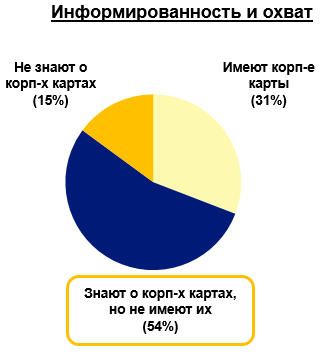 Информированность и охват
Не знают о
корп-х картах
(15%)
Имеют корп-е
карты
(31%)
Знают о корп-х картах,
но не имеют их
(54%)